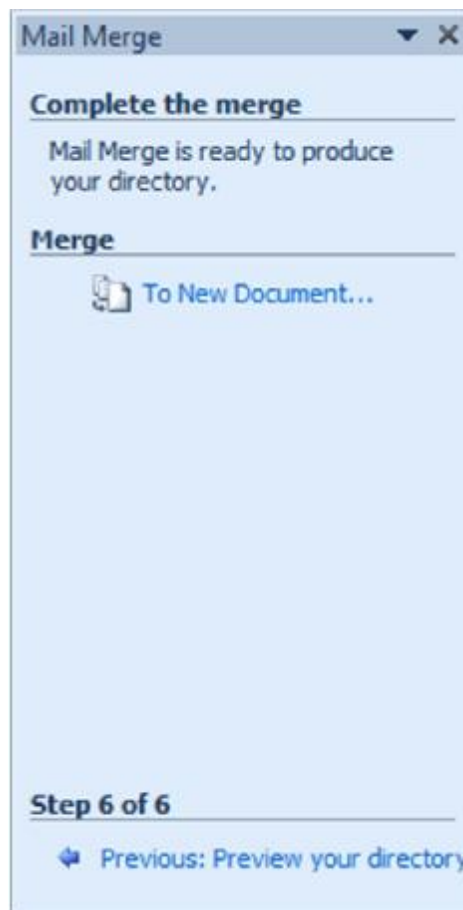 Mail Merge
Complete the merge
Mail Merge is ready to produce
your directory.
Merge
To New Document...
Step 6 of 6
Previous: Preview your directory